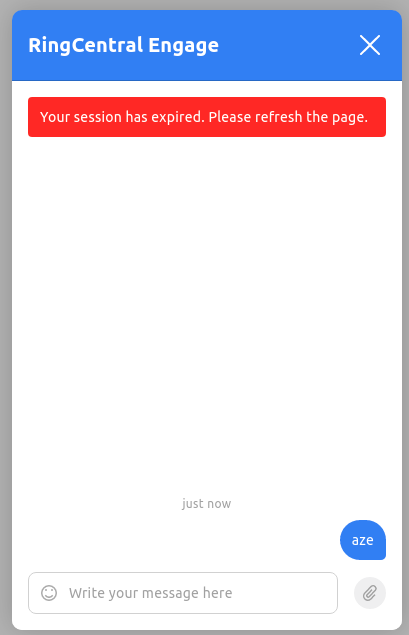 RingCentral Engage
Your session has expired. Please refresh the page.
just now
aze
Write your message here